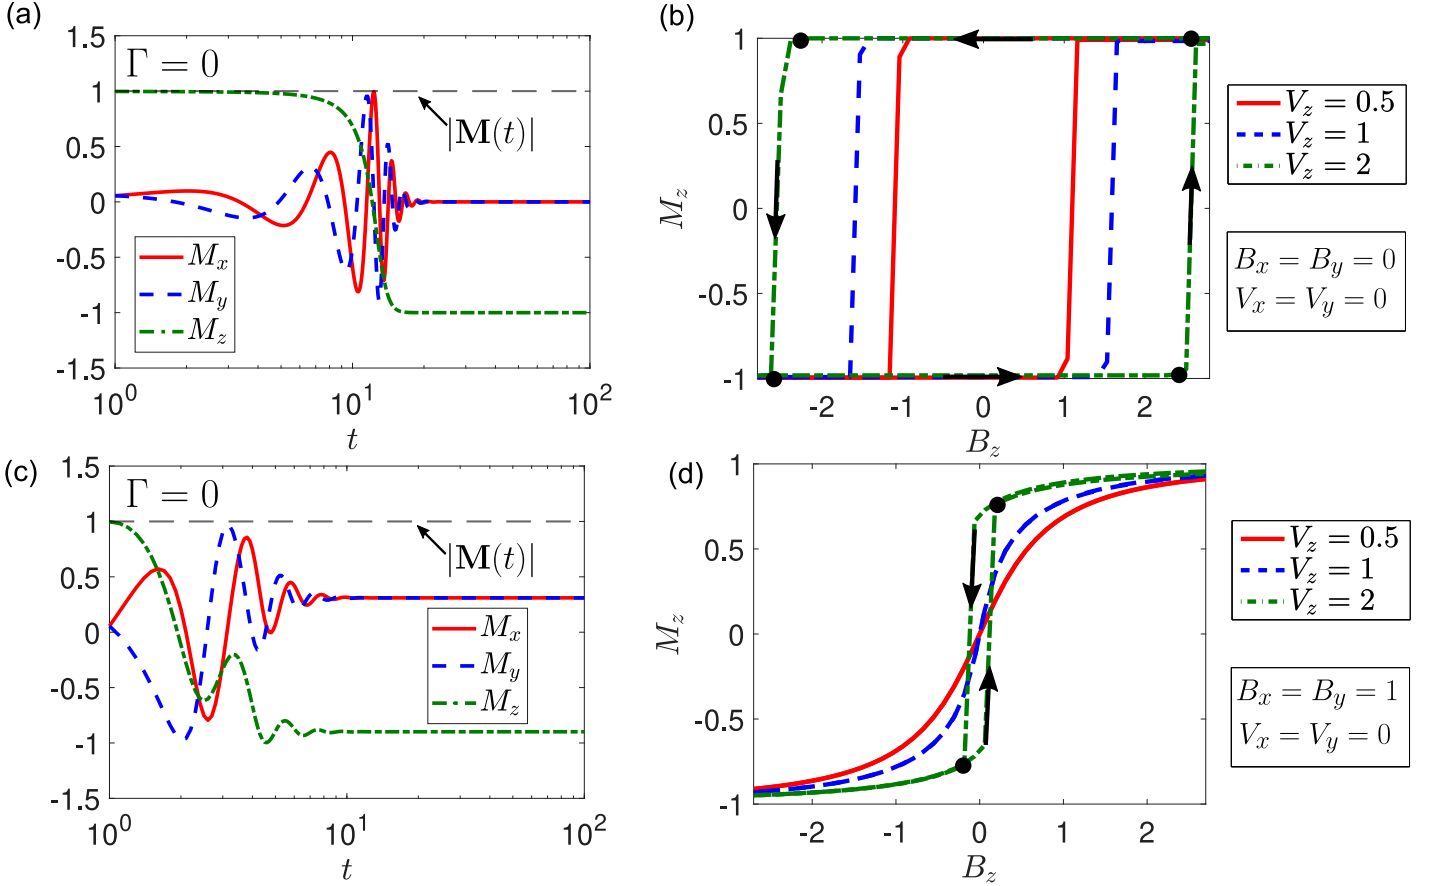 (a)
1.5
1
0.5
0
-0.5
-1
-1.5
Γ = 0
|M(t)|
M_x
M_y
M_z
10^0
10^1
10^2
t
(b)
M_z
1
0.5
0
-0.5
-1
-2
-1
0
1
2
B_z
V_z = 0.5
V_z = 1
V_z = 2
B_x = B_y = 0
V_x = V_y = 0
(c)
1.5
1
0.5
0
-0.5
-1
-1.5
Γ = 0
|M(t)|
M_x
M_y
M_z
10^0
10^1
10^2
t
(d)
M_z
1
0.5
0
-0.5
-1
-2
-1
0
1
2
B_z
V_z = 0.5
V_z = 1
V_z = 2
B_x = B_y = 1
V_x = V_y = 0